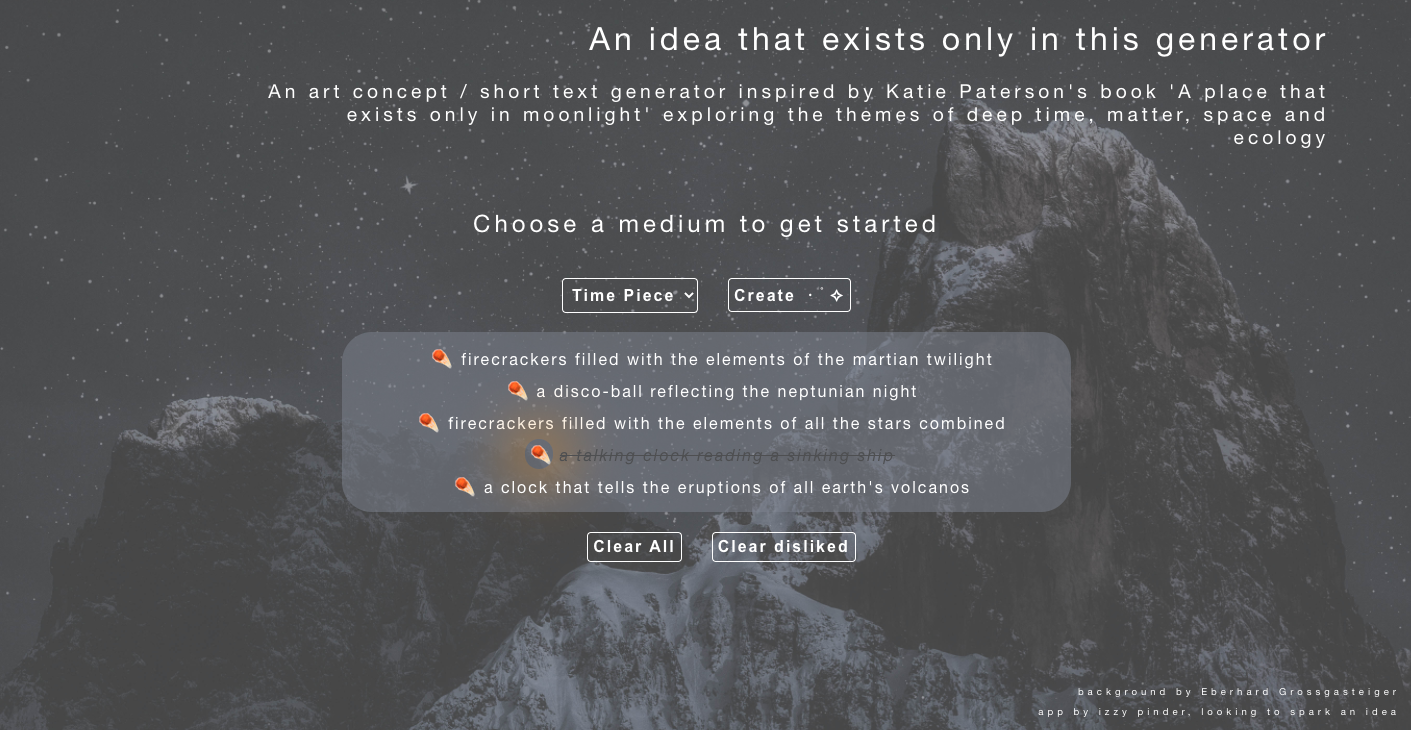 An idea that exists only in this generator
An art concept / short text generator inspired by Katie Paterson's book 'A place that
exists only in moonlight' exploring the themes of deep time, matter, space and
ecology
Choose a medium to get started
Time Piece
Create · ✧
firecrackers filled with the elements of the martian twilight
a disco-ball reflecting the neptunian night
firecrackers filled with the elements of all the stars combined
a talking clock reading a sinking ship
a clock that tells the eruptions of all earth's volcanos
Clear All
Clear disliked
background by Eberhard Grossgasteiger
app by izzy pinder, looking to spark an idea